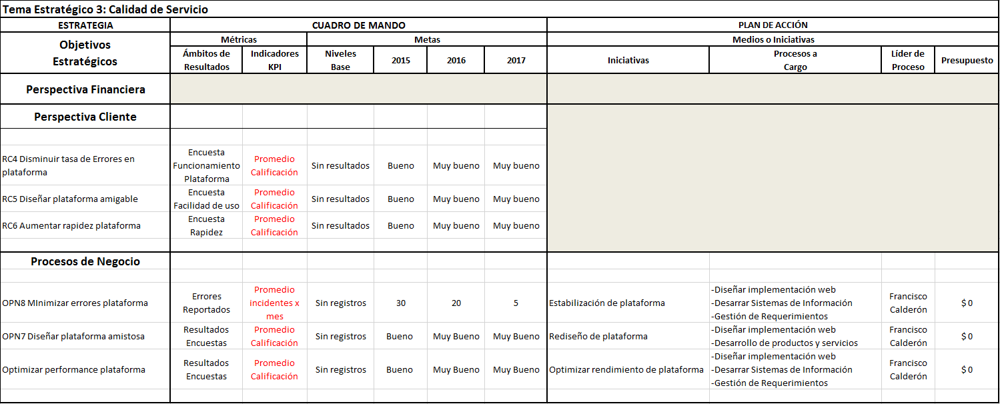 Tema Estratégico 3: Calidad de Servicio
ESTRATEGIA CUADRO DE MANDO PLAN DE ACCIÓN
Objetivos
Estratégicos
Métricas Metas Medios o Iniciativas
Ámbitos de
Resultados
Indicadores
KPI
Niveles
Base
2015 2016 2017
Iniciativas
Procesos a
Cargo
Líder de
Proceso
Presupuesto
Perspectiva Financiera
Perspectiva Cliente
RC4 Disminuir tasa de Errores en
plataforma
Encuesta
Funcionamiento
Plataforma
Promedio
Calificación
Sin resultados Bueno Muy bueno Muy bueno
RC5 Diseñar plataforma amigable
Encuesta
Facilidad de uso
Promedio
Calificación
Sin resultados Bueno Muy bueno Muy bueno
RC6 Aumentar rapidez plataforma
Encuesta
Rapidez
Promedio
Calificación
Sin resultados Bueno Muy bueno Muy bueno
Procesos de Negocio
OPN8 MInimizar errores plataforma
Errores
Reportados
Promedio
incidentes x
mes
Sin registros 30 20 5
Estabilización de plataforma
-Diseñar implementación web
-Desarrar Sistemas de Información
-Gestión de Requerimientos
Francisco
Calderón
$ 0
OPN7 Diseñar plataforma amistosa
Resultados
Encuestas
Promedio
Calificación
Sin registros Bueno Muy Bueno Muy Bueno
Rediseño de plataforma
-Diseñar implementación web
-Desarrollo de productos y servicios
Francisco
Calderón
$ 0
Optimizar performance plataforma
Resultados
Encuestas
Promedio
Calificación
Sin registros Bueno Muy Bueno Muy Bueno
Optimizar rendimiento de plataforma
-Diseñar implementación web
-Desarrar Sistemas de Información
-Gestión de Requerimientos
Francisco
Calderón
$ 0